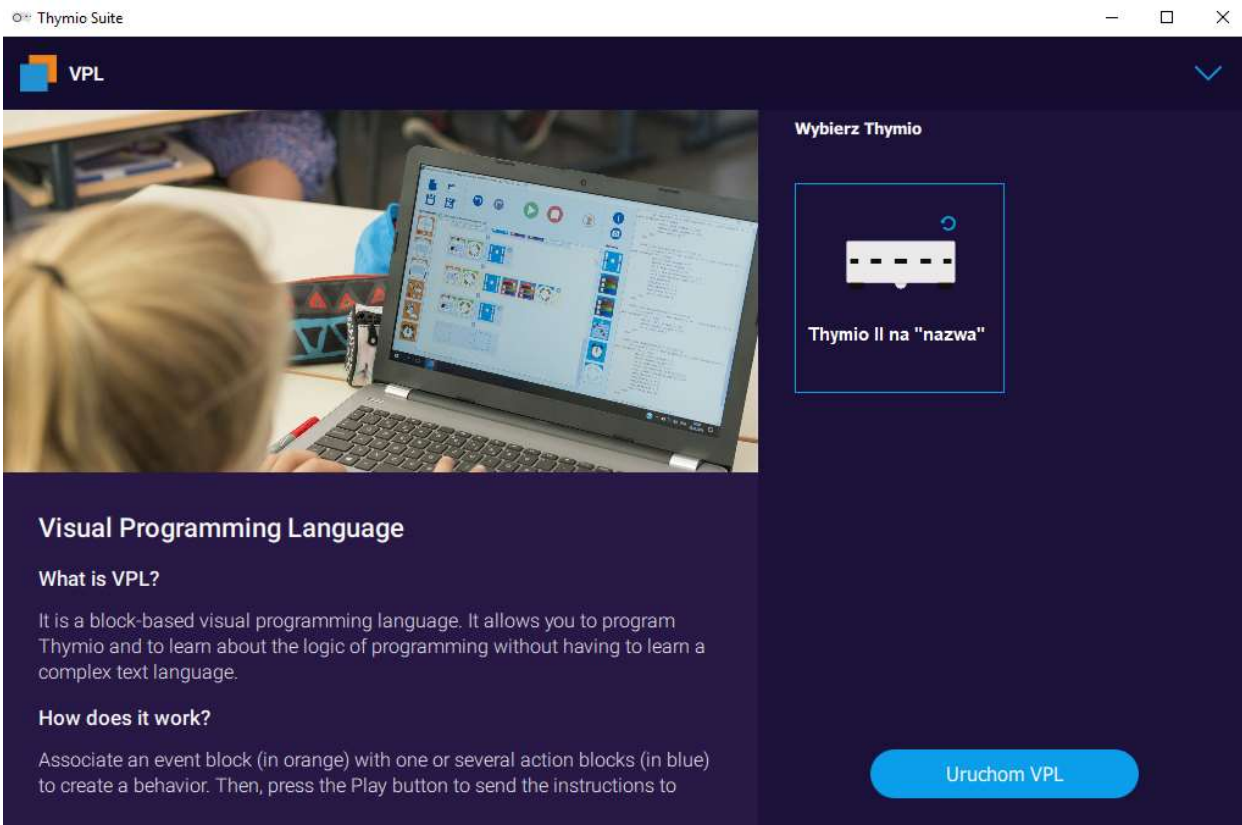 Thymio Suite
VPL
Wybierz Thymio
Thymio II na "nazwa"
Visual Programming Language
What is VPL?
It is a block-based visual programming language. It allows you to program
Thymio and to learn about the logic of programming without having to learn a
complex text language.
How does it work?
Associate an event block (in orange) with one or several action blocks (in blue)
to create a behavior. Then, press the Play button to send the instructions to
Uruchom VPL